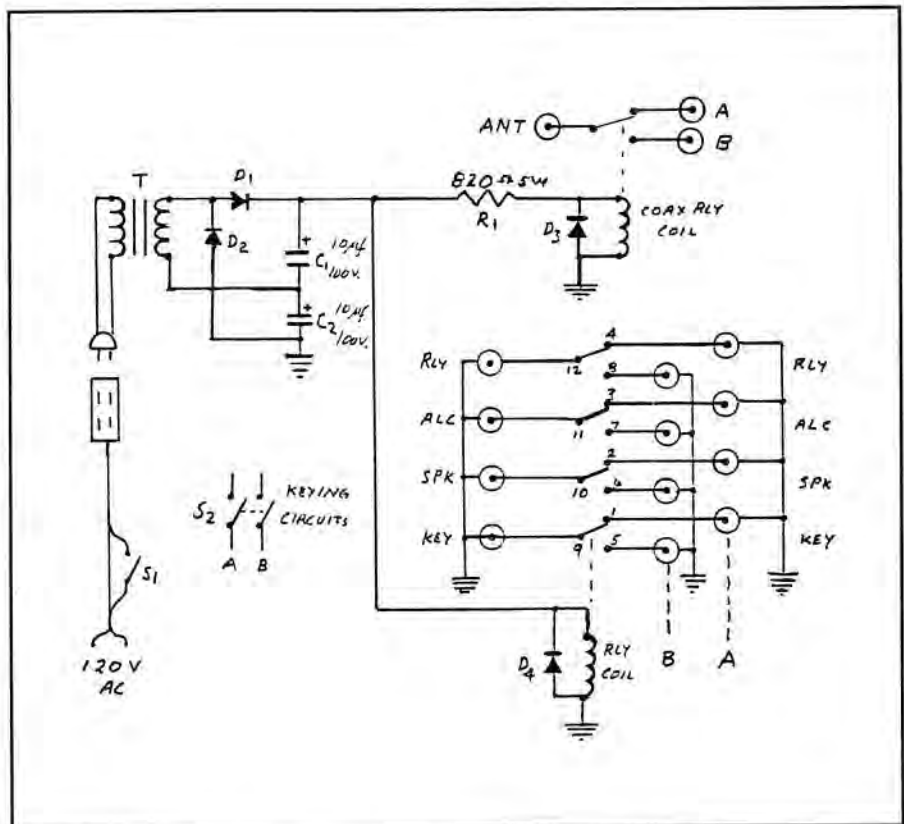 ANT
A
B
T
D1
820Ω 5W
R1
D2
D3
COAX RLY
COIL
+ 10µf
C1 /100V.
+ 10µf
C2 /100V.
RLY
12
4
8
RLY
ALC
11
3
7
ALC
SPK
10
2
SPK
KEY
9
1
5
KEY
S2
KEYING
CIRCUITS
A B
S1
120V
AC
D4
RLY
COIL
B
A